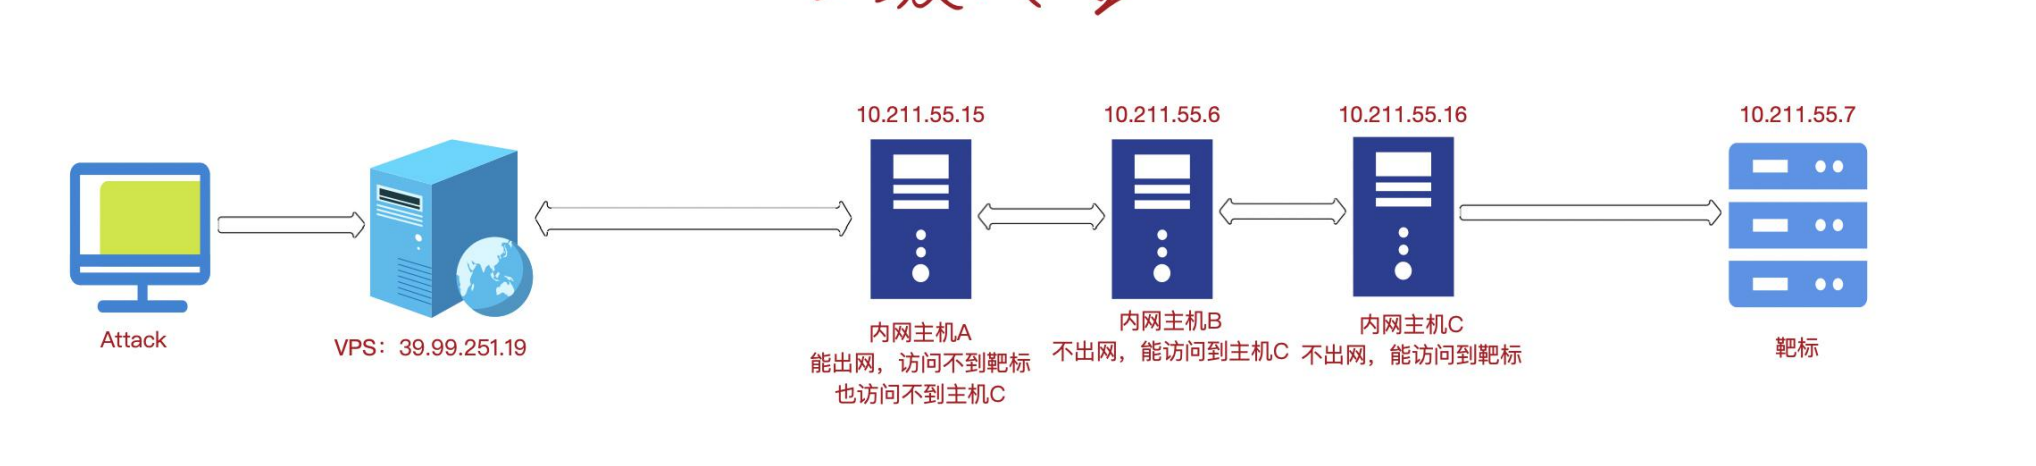 10.211.55.15
10.211.55.6
10.211.55.16
10.211.55.7
Attack
VPS：39.99.251.19
内网主机A
能出网，访问不到靶标
也访问不到主机C
内网主机B
不出网，能访问到主机C
内网主机C
不出网，能访问到靶标
靶标